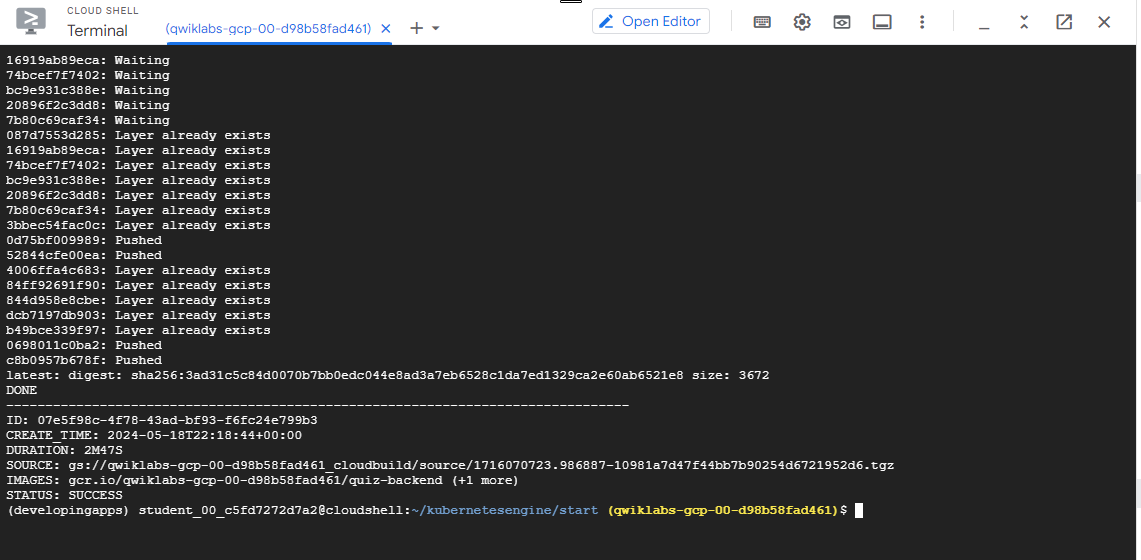 CLOUD SHELL
Terminal (qwiklabs-gcp-00-d98b58fad461) Open Editor
16919ab89eca: Waiting
74bcef7f7402: Waiting
bc9e931c388e: Waiting
20896f2c3dd8: Waiting
7b80c69caf34: Waiting
087d7553d285: Layer already exists
16919ab89eca: Layer already exists
74bcef7f7402: Layer already exists
bc9e931c388e: Layer already exists
20896f2c3dd8: Layer already exists
7b80c69caf34: Layer already exists
3bbec54fac0c: Layer already exists
0d75bf009989: Pushed
52844cfe00ea: Pushed
4006ffa4c683: Layer already exists
84ff92691f90: Layer already exists
844d958e8cbe: Layer already exists
dcb7197db903: Layer already exists
b49bce339f97: Layer already exists
0698011c0ba2: Pushed
c8b0957b678f: Pushed
latest: digest: sha256:3ad31c5c84d0070b7bb0edc044e8ad3a7eb6528c1da7ed1329ca2e60ab6521e8 size: 3672
DONE
--------------------------------------------------------------------------------
ID: 07e5f98c-4f78-43ad-bf93-f6fc24e799b3
CREATE_TIME: 2024-05-18T22:18:44+00:00
DURATION: 2M47S
SOURCE: gs://qwiklabs-gcp-00-d98b58fad461_cloudbuild/source/1716070723.986887-10981a7d47f44bb7b90254d6721952d6.tgz
IMAGES: gcr.io/qwiklabs-gcp-00-d98b58fad461/quiz-backend (+1 more)
STATUS: SUCCESS
(developingapps) student_00_c5fd7272d7a2@cloudshell:~/kubernetesengine/start (qwiklabs-gcp-00-d98b58fad461)$